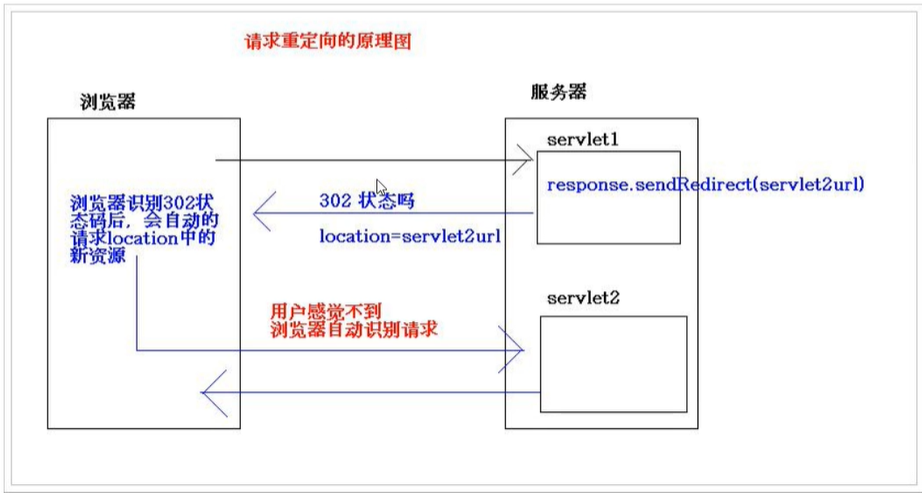 请求重定向的原理图
浏览器
服务器
servlet1
response.sendRedirect(servlet2url)
302 状态吗
location=servlet2url
浏览器识别302状
态码后，会自动的
请求location中的
新资源
servlet2
用户感觉不到
浏览器自动识别请求